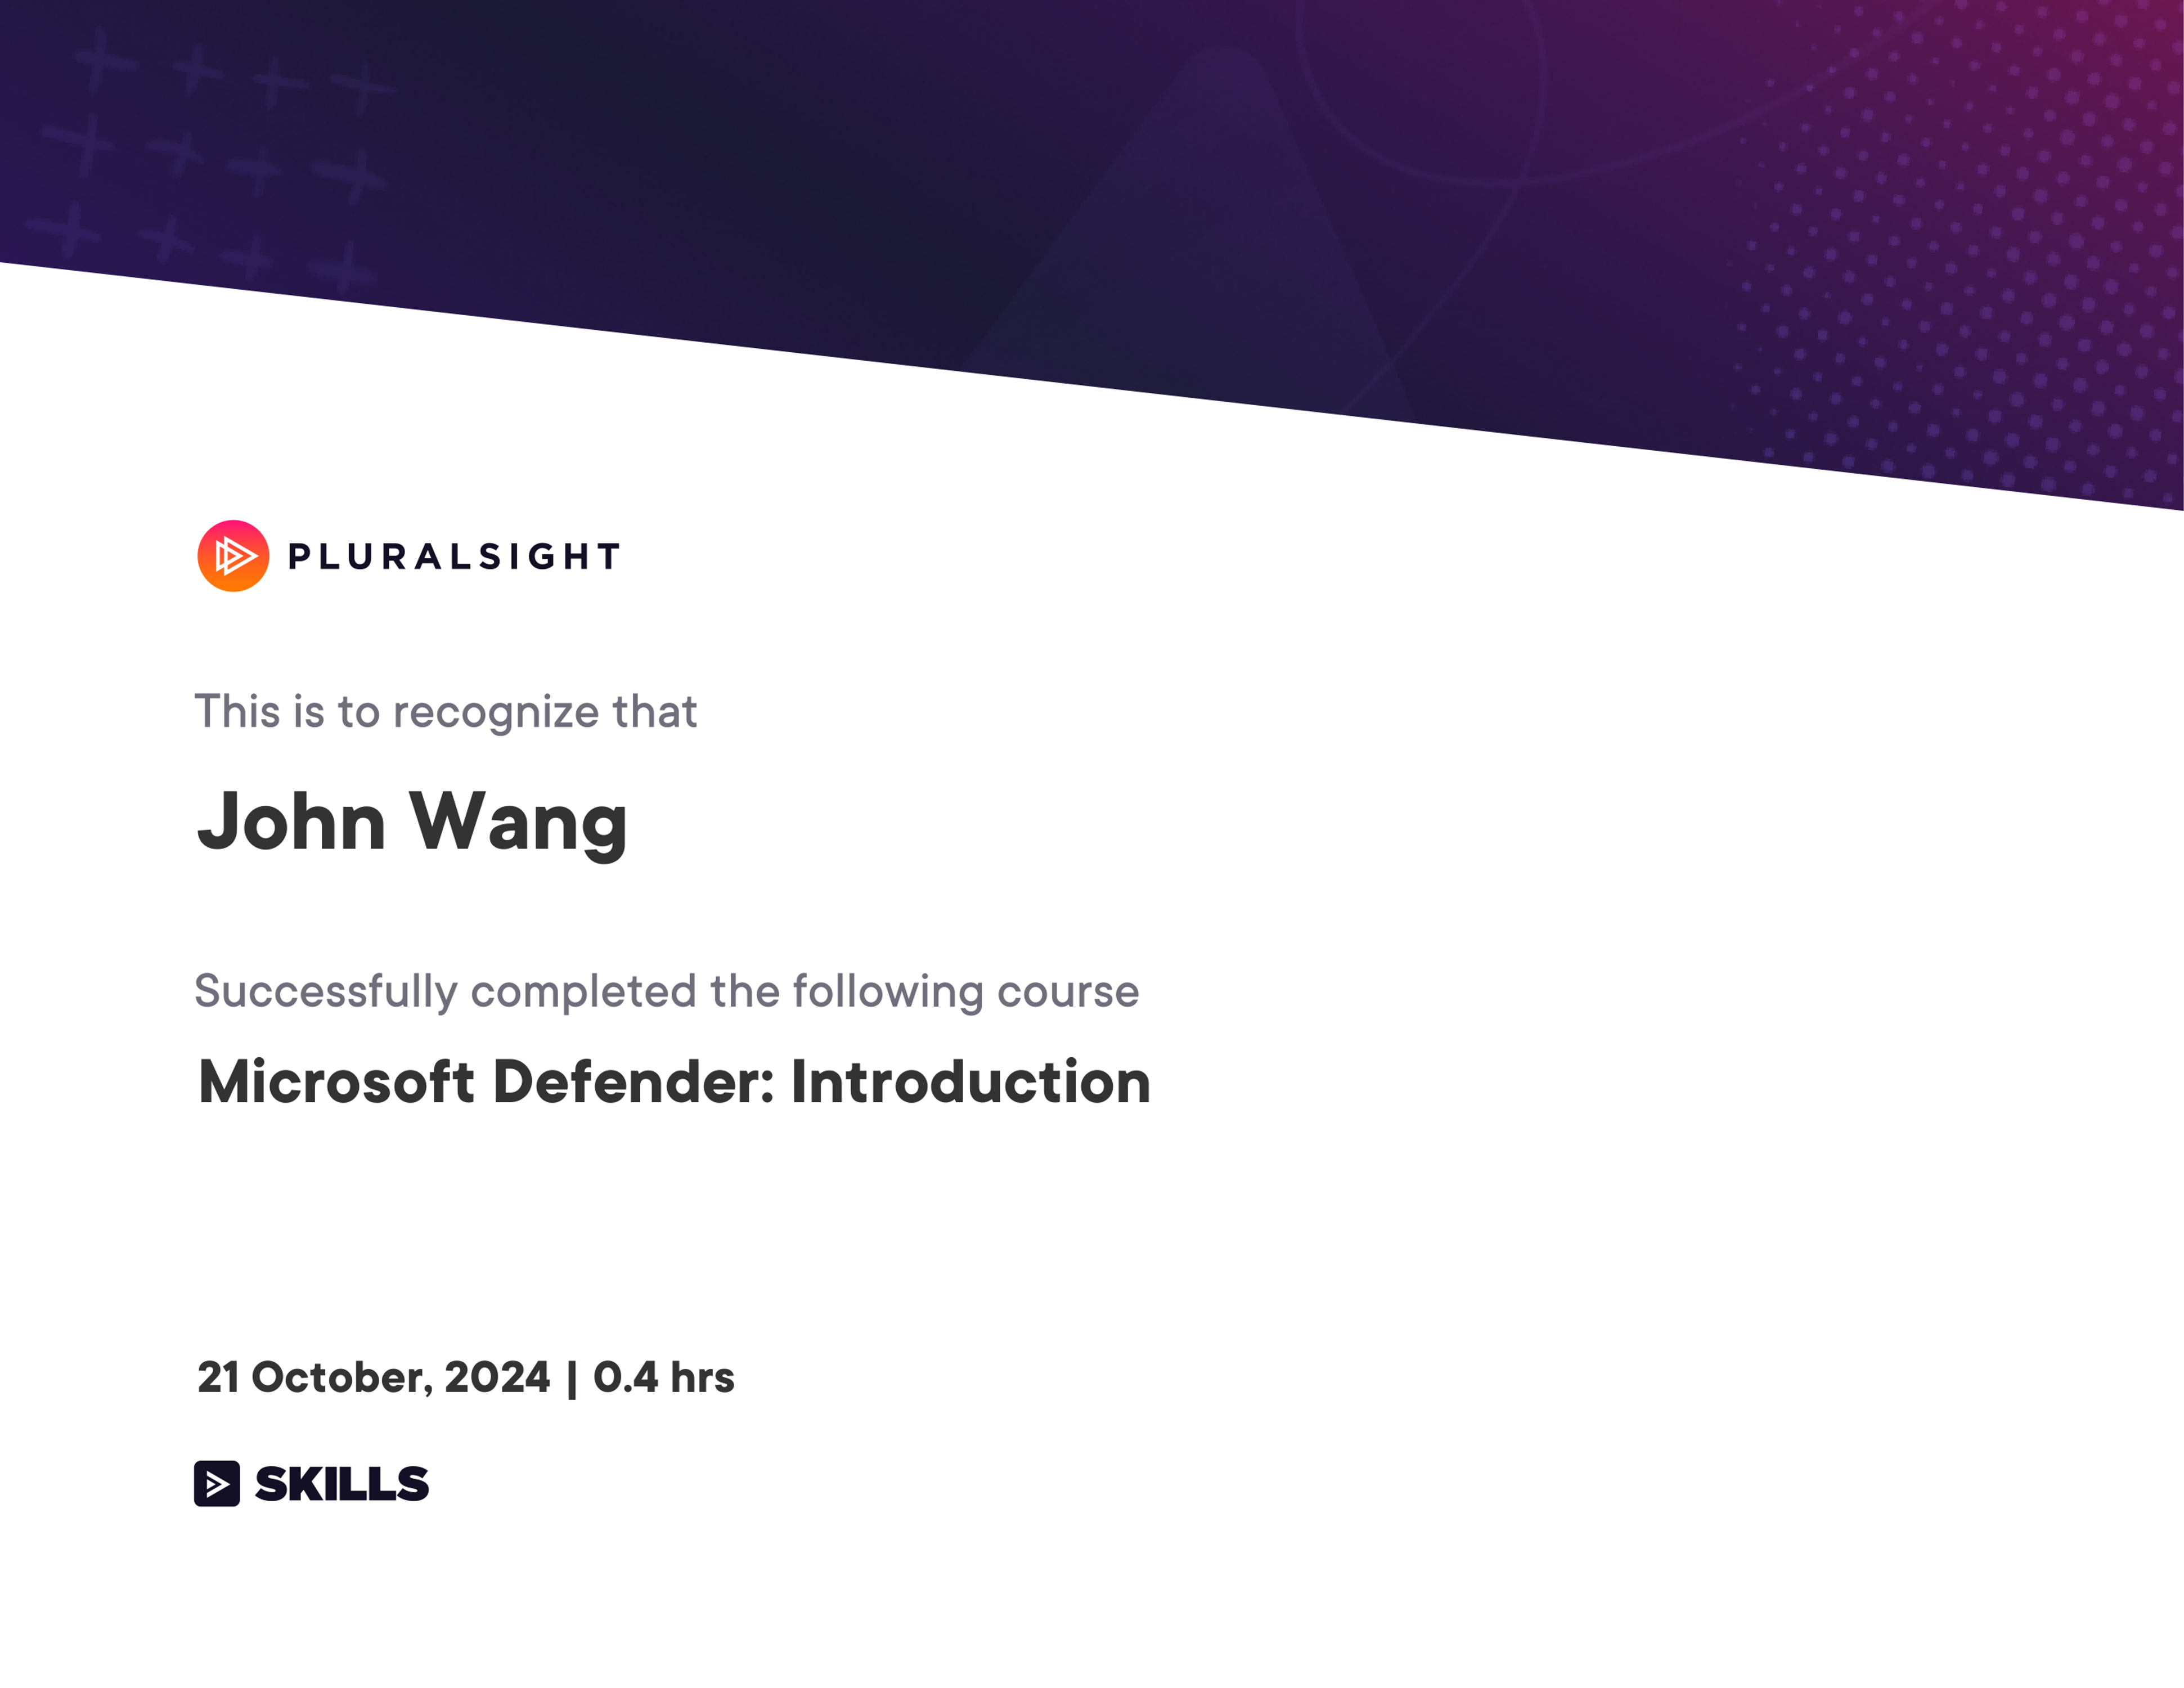 PLURALSIGHT
This is to recognize that
John Wang
Successfully completed the following course
Microsoft Defender: Introduction
21 October, 2024 | 0.4 hrs
SKILLS